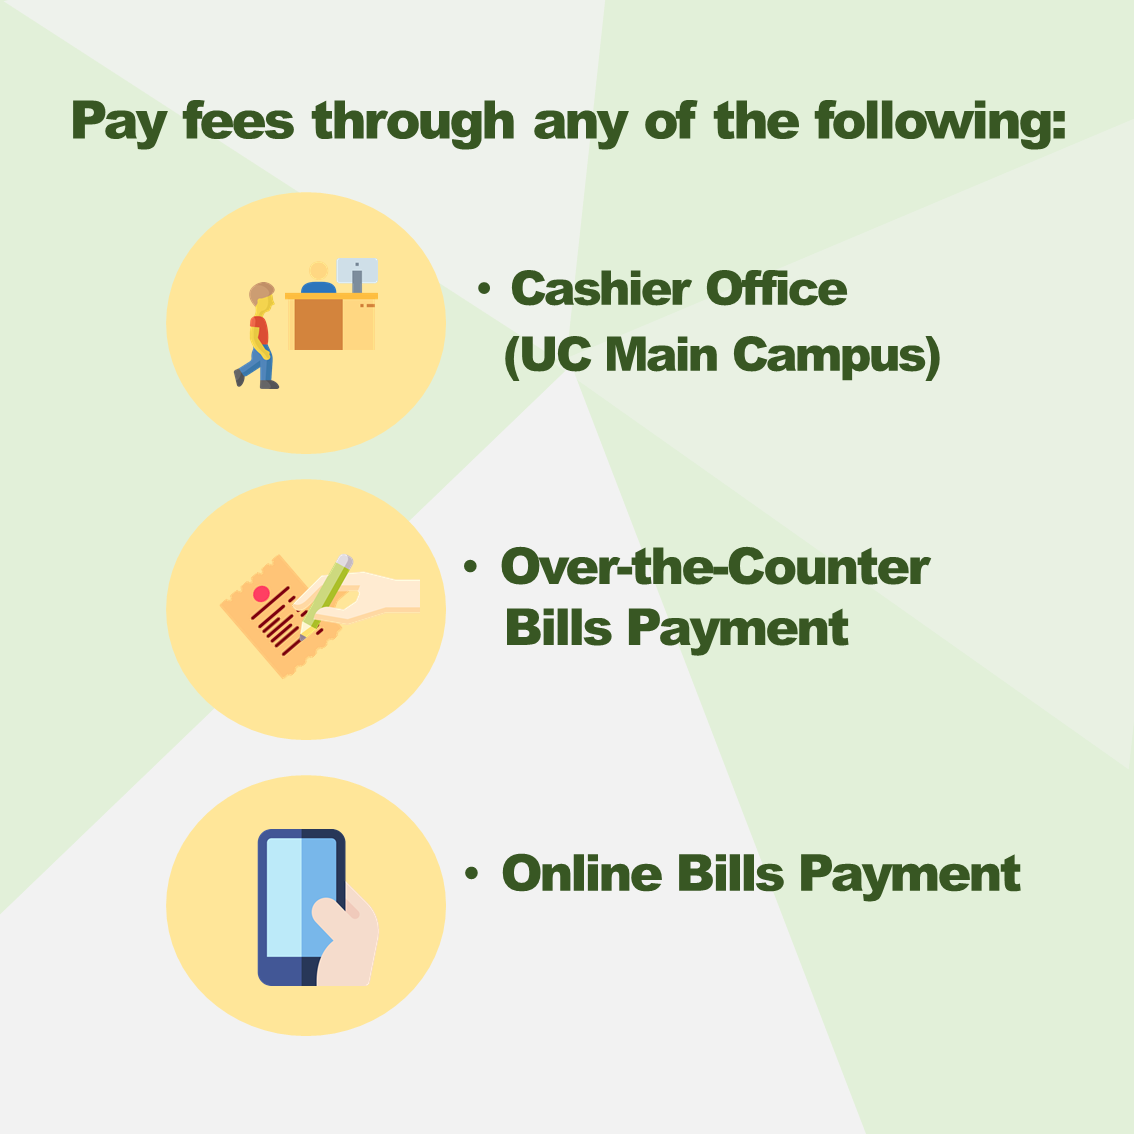 Pay fees through any of the following:
• Cashier Office
(UC Main Campus)
• Over-the-Counter
Bills Payment
• Online Bills Payment